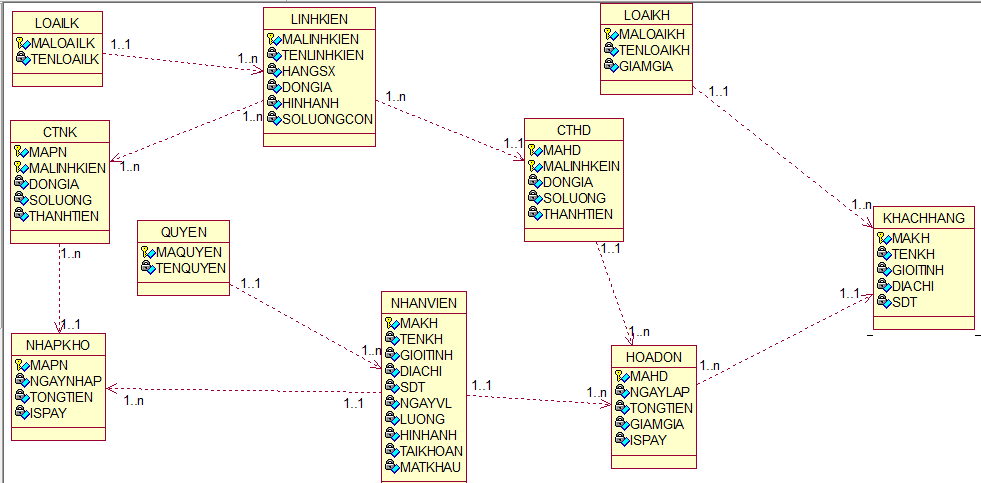 LOAILK
MALOAILK
TENLOAILK
1..1
1..n
LINHKIEN
MALINHKIEN
TENLINHKIEN
HANGSX
DONGIA
HINHANH
SOLUONGCON
1..n
1..n
1..n
1..1
LOAIKH
MALOAIKH
TENLOAIKH
GIAMGIA
1..1
1..n
CTNK
MAPN
MALINHKIEN
DONGIA
SOLUONG
THANHTIEN
1..n
1..1
CTHD
MAHD
MALINHKEIN
DONGIA
SOLUONG
THANHTIEN
1..1
1..n
QUYEN
MAQUYEN
TENQUYEN
1..1
1..n
KHACHHANG
MAKH
TENKH
GIOITINH
DIACHI
SDT
1..1
1..n
NHANVIEN
MAKH
TENKH
GIOITINH
DIACHI
SDT
NGAYVL
LUONG
HINHANH
TAIKHOAN
MATKHAU
1..1
1..n
1..1
1..n
NHAPKHO
MAPN
NGAYNHAP
TONGTIEN
ISPAY
HOADON
MAHD
NGAYLAP
TONGTIEN
GIAMGIA
ISPAY